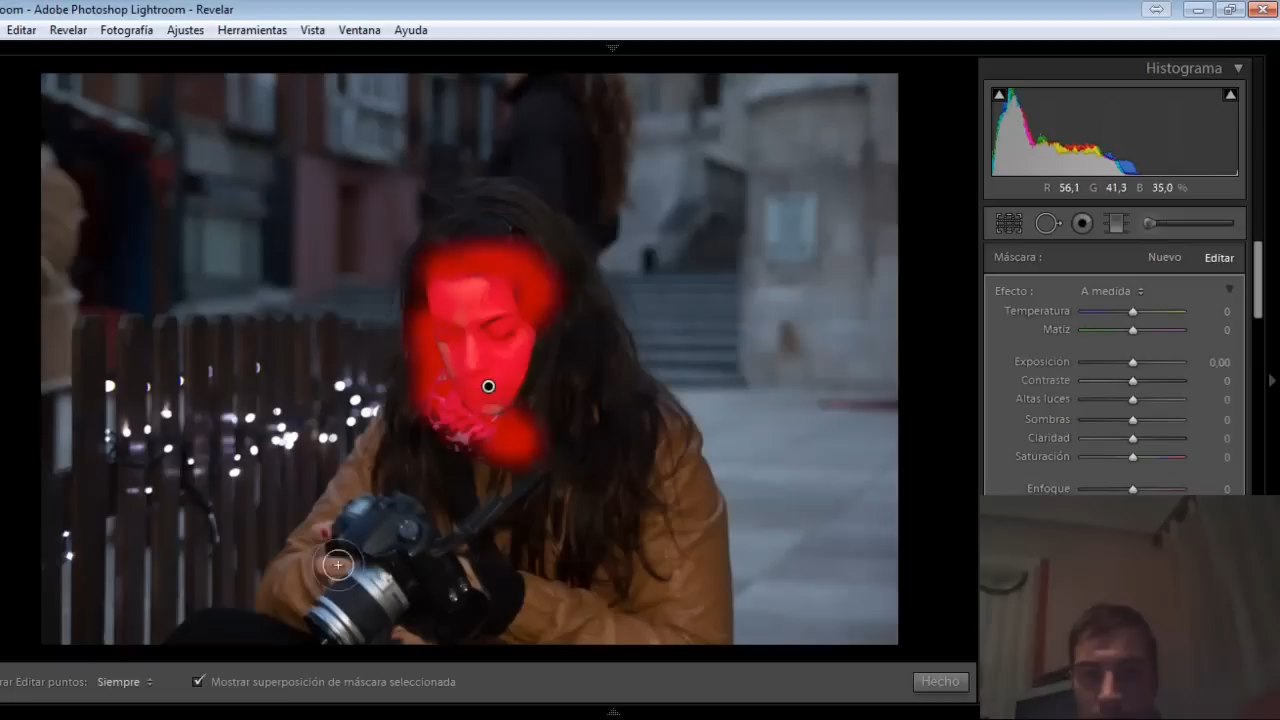 oom - Adobe Photoshop Lightroom - Revelar
Editar Revelar Fotografía Ajustes Herramientas Vista Ventana Ayuda
Histograma
R 56,1 G 41,3 B 35,0 %
Máscara : Nuevo Editar
Efecto : A medida
Temperatura 0
Matiz 0
Exposición 0,00
Contraste 0
Altas luces 0
Sombras 0
Claridad 0
Saturación 0
Enfoque 0
rar Editar puntos: Siempre Mostrar superposición de máscara seleccionada Hecho